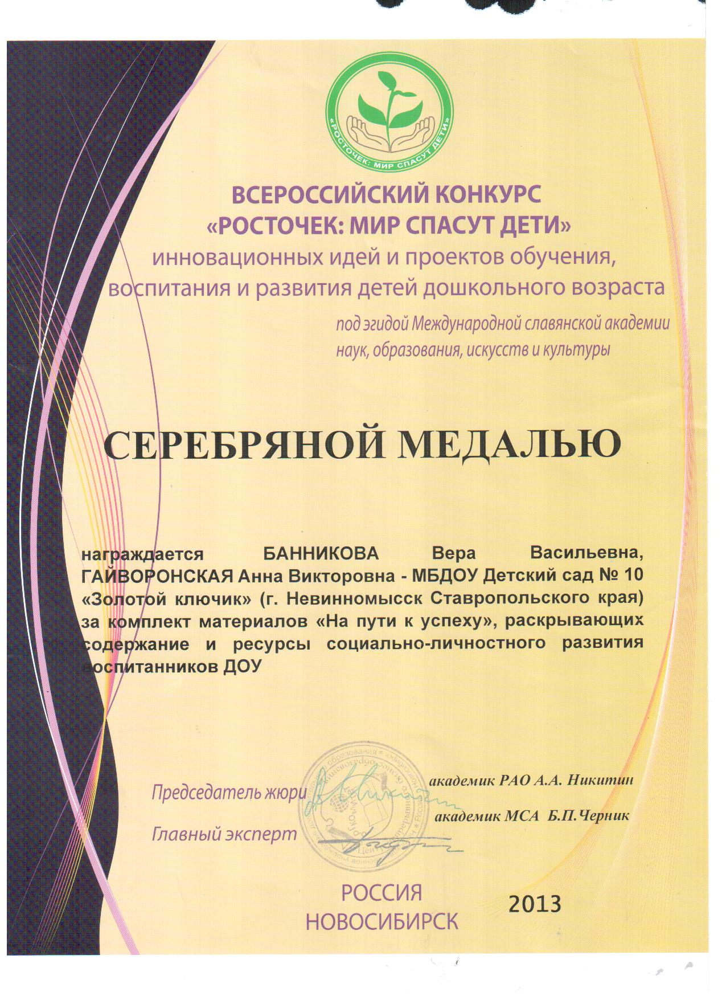 «РОСТОЧЕК: МИР СПАСУТ ДЕТИ»
ВСЕРОССИЙСКИЙ КОНКУРС
«РОСТОЧЕК: МИР СПАСУТ ДЕТИ»
инновационных идей и проектов обучения,
воспитания и развития детей дошкольного возраста
под эгидой Международной славянской академии
наук, образования, искусств и культуры
СЕРЕБРЯНОЙ МЕДАЛЬЮ
награждается БАННИКОВА Вера Васильевна,
ГАЙВОРОНСКАЯ Анна Викторовна - МБДОУ Детский сад № 10
«Золотой ключик» (г. Невинномысск Ставропольского края)
за комплект материалов «На пути к успеху», раскрывающих
содержание и ресурсы социально-личностного развития
воспитанников ДОУ
Председатель жюри
академик РАО А.А. Никитин
академик МСА Б.П.Черник
Главный эксперт
РОССИЯ
НОВОСИБИРСК
2013